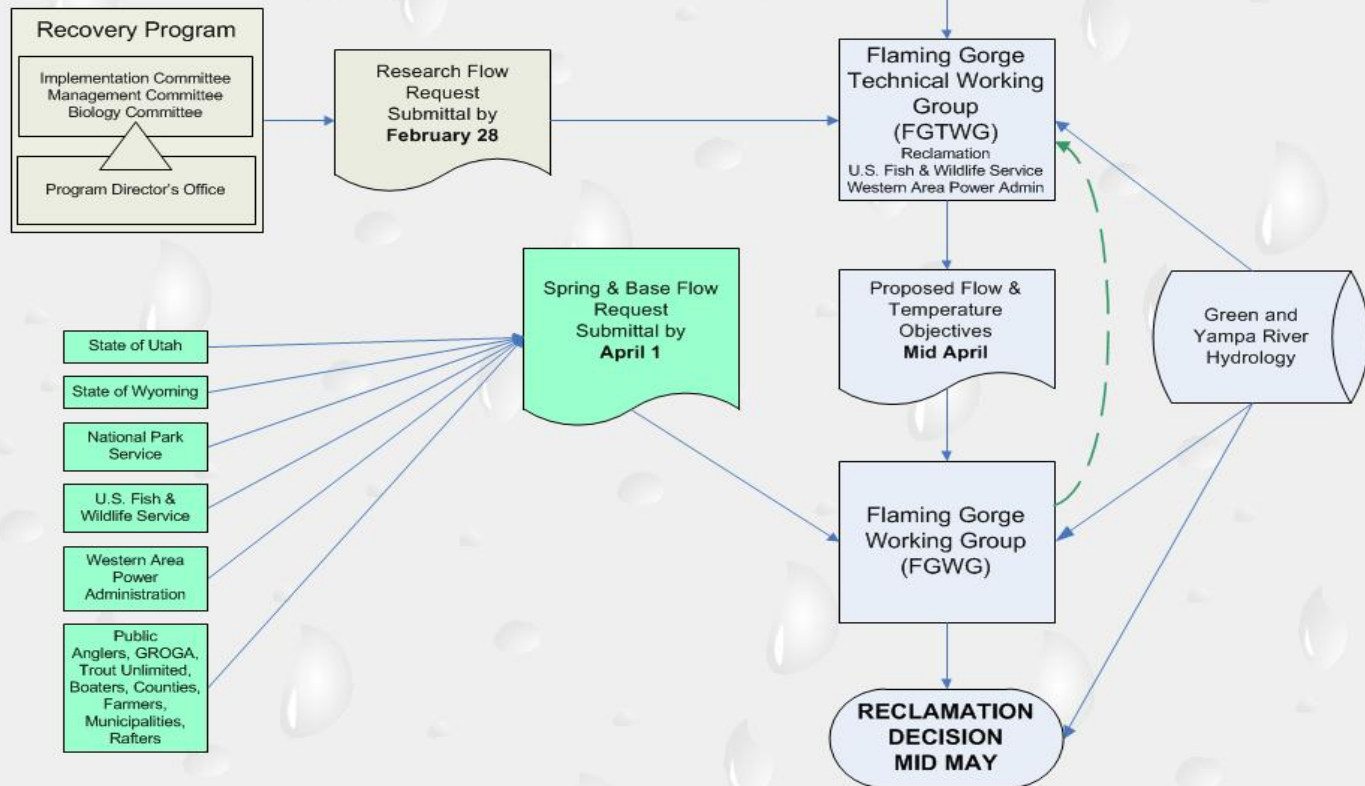 Recovery Program
Implementation Committee
Management Committee
Biology Committee
Program Director's Office
Research Flow
Request
Submittal by
February 28
Flaming Gorge
Technical Working
Group
(FGTWG)
Reclamation
U.S. Fish & Wildlife Service
Western Area Power Admin
Spring & Base Flow
Request
Submittal by
April 1
Proposed Flow &
Temperature
Objectives
Mid April
Green and
Yampa River
Hydrology
State of Utah
State of Wyoming
National Park
Service
U.S. Fish &
Wildlife Service
Western Area
Power
Administration
Public
Anglers, GROGA,
Trout Unlimited,
Boaters, Counties,
Farmers,
Municipalities,
Rafters
Flaming Gorge
Working Group
(FGWG)
RECLAMATION
DECISION
MID MAY